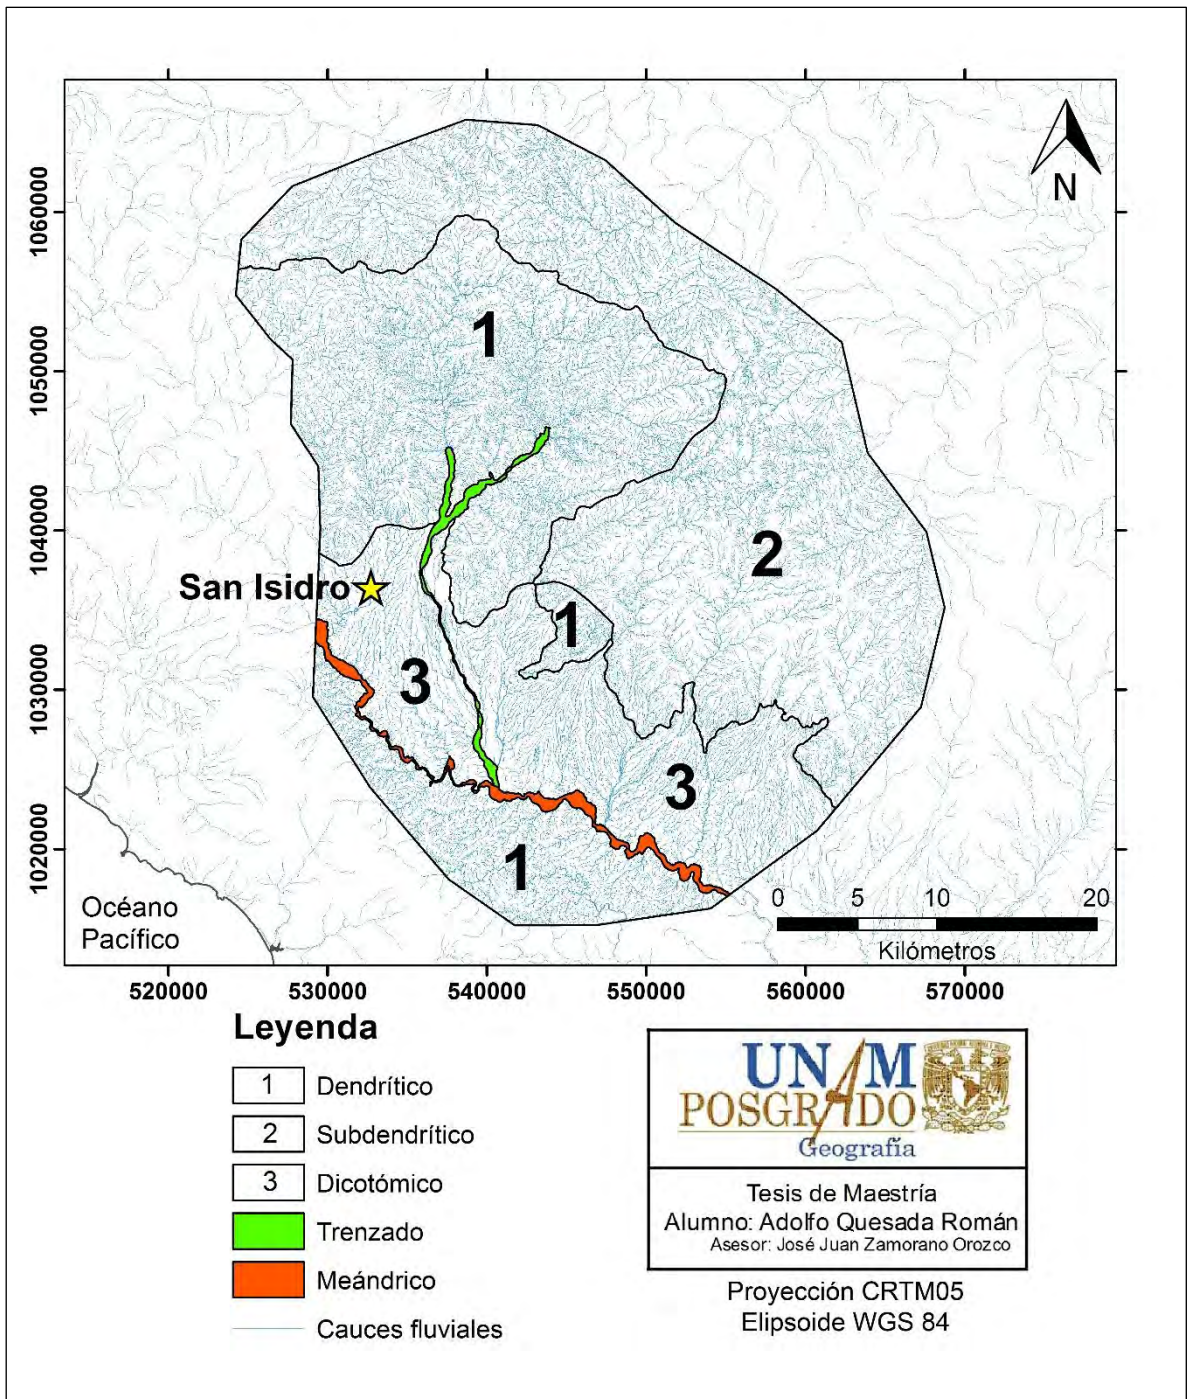 N
1060000
1050000
1040000
1030000
1020000
1
2
San Isidro
1
3
3
1
0 5 10 20
Kilómetros
Océano
Pacífico
520000 530000 540000 550000 560000 570000
Leyenda
1 Dendrítico
2 Subdendrítico
3 Dicotómico
Trenzado
Meándrico
Cauces fluviales
UNAM
POSGRADO
Geografía
Tesis de Maestría
Alumno: Adolfo Quesada Román
Asesor: José Juan Zamorano Orozco
Proyección CRTM05
Elipsoide WGS 84